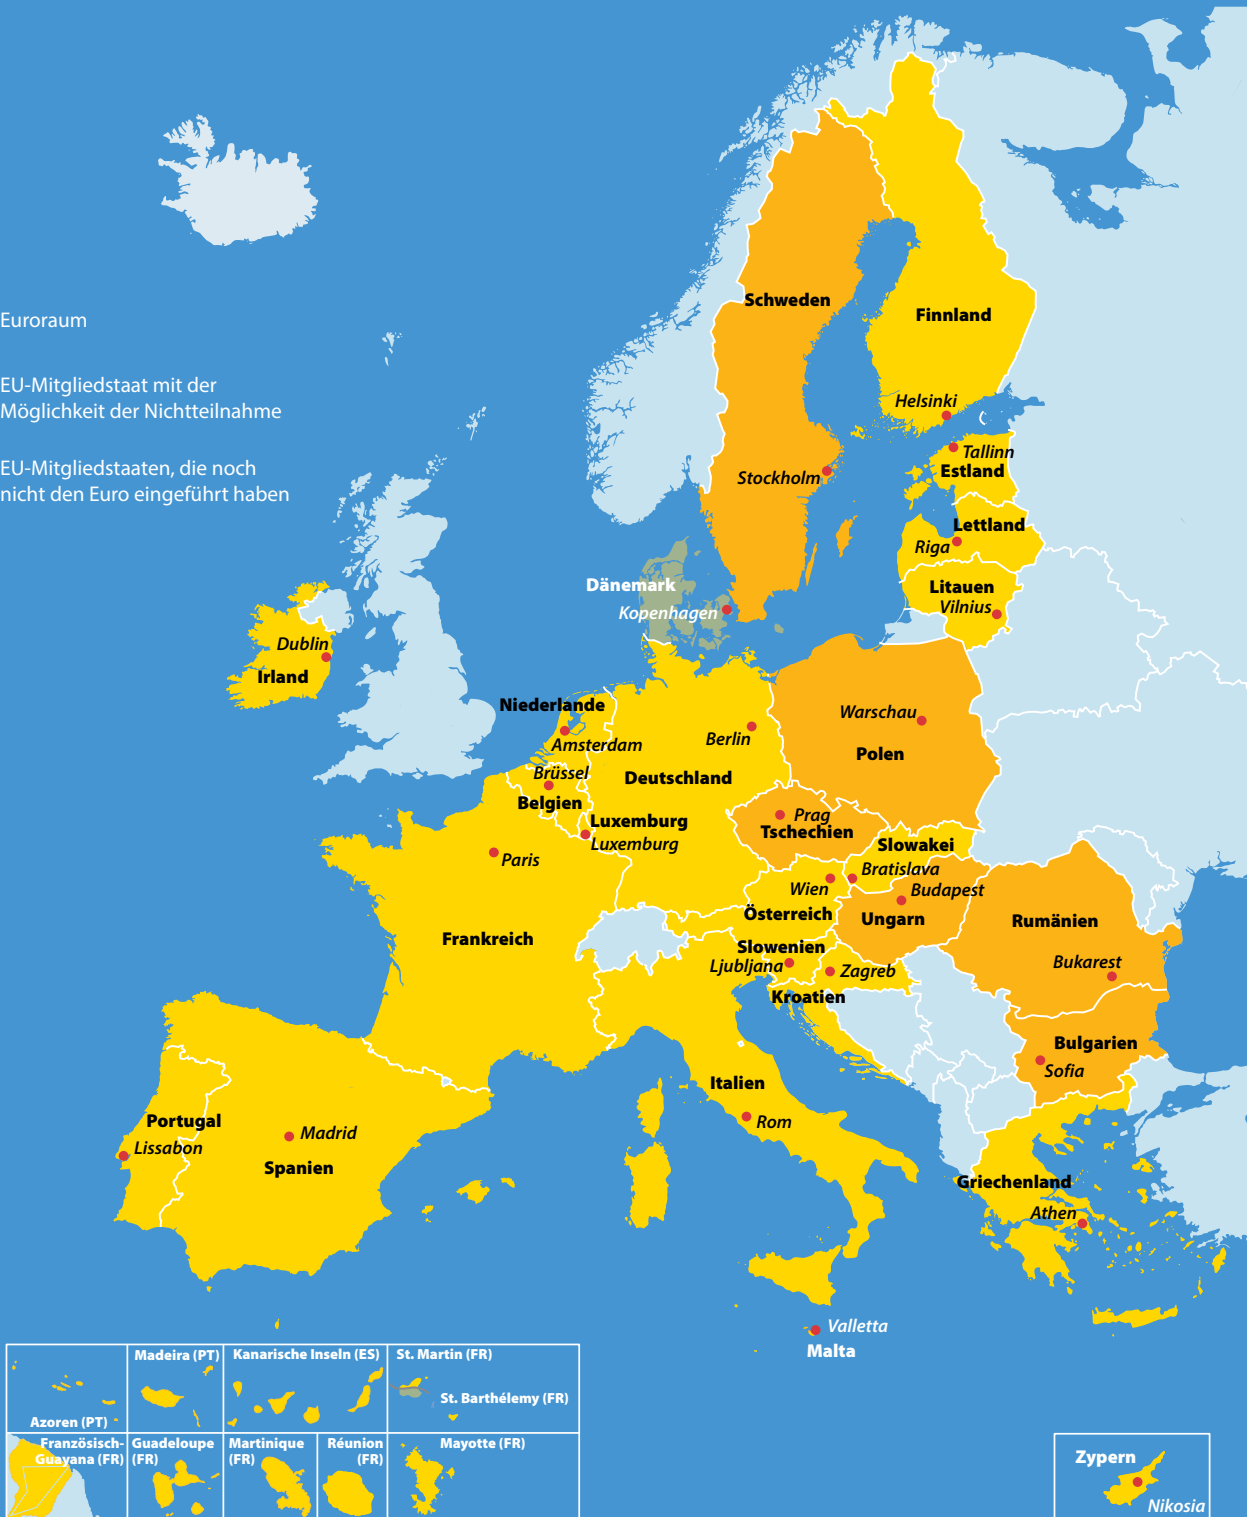 Euroraum
EU-Mitgliedstaat mit der
Möglichkeit der Nichtteilnahme
EU-Mitgliedstaaten, die noch
nicht den Euro eingeführt haben
Schweden
Stockholm
Finnland
Helsinki
Tallinn
Estland
Lettland
Riga
Litauen
Vilnius
Dänemark
Kopenhagen
Dublin
Irland
Niederlande
Amsterdam
Brüssel
Belgien
Luxemburg
Luxemburg
Berlin
Deutschland
Warschau
Polen
Prag
Tschechien
Slowakei
Bratislava
Wien
Österreich
Budapest
Ungarn
Rumänien
Bukarest
Paris
Frankreich
Slowenien
Ljubljana
Zagreb
Kroatien
Bulgarien
Sofia
Italien
Rom
Portugal
Lissabon
Madrid
Spanien
Griechenland
Athen
Valletta
Malta
Azoren (PT)
Madeira (PT)
Kanarische Inseln (ES)
St. Martin (FR)
St. Barthélemy (FR)
Französisch-
Guayana (FR)
Guadeloupe
(FR)
Martinique
(FR)
Réunion
(FR)
Mayotte (FR)
Zypern
Nikosia